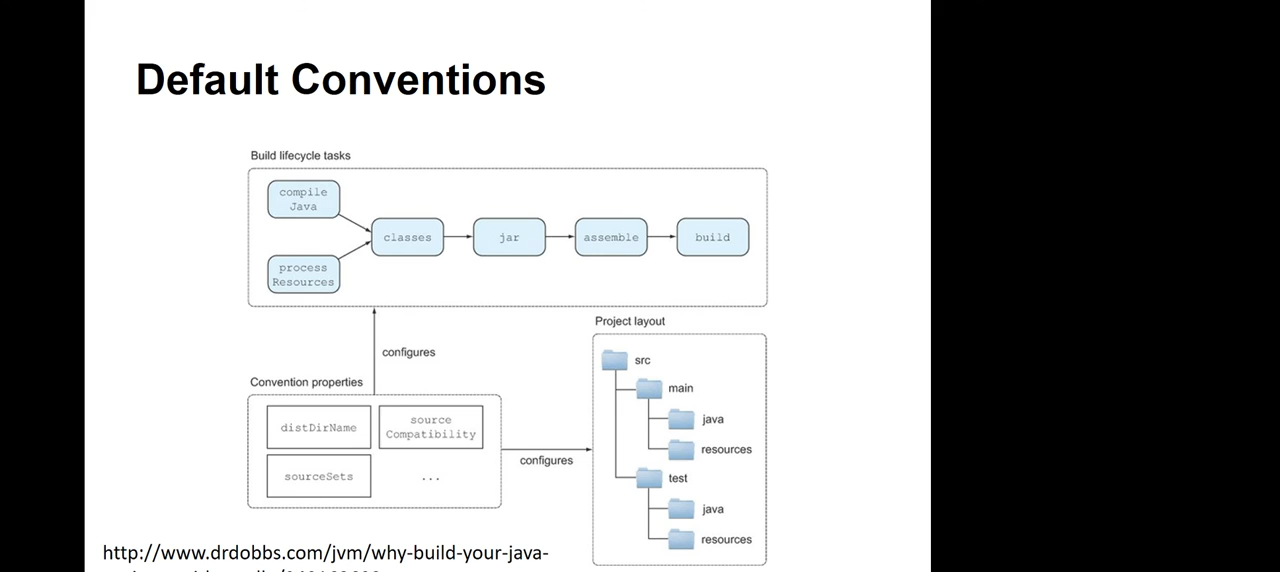 Default Conventions
Build lifecycle tasks
compile
Java
process
Resources
classes
jar
assemble
build
configures
Convention properties
distDirName
source
Compatibility
sourceSets
...
configures
Project layout
src
main
java
resources
test
java
resources
http://www.drdobbs.com/jvm/why-build-your-java-